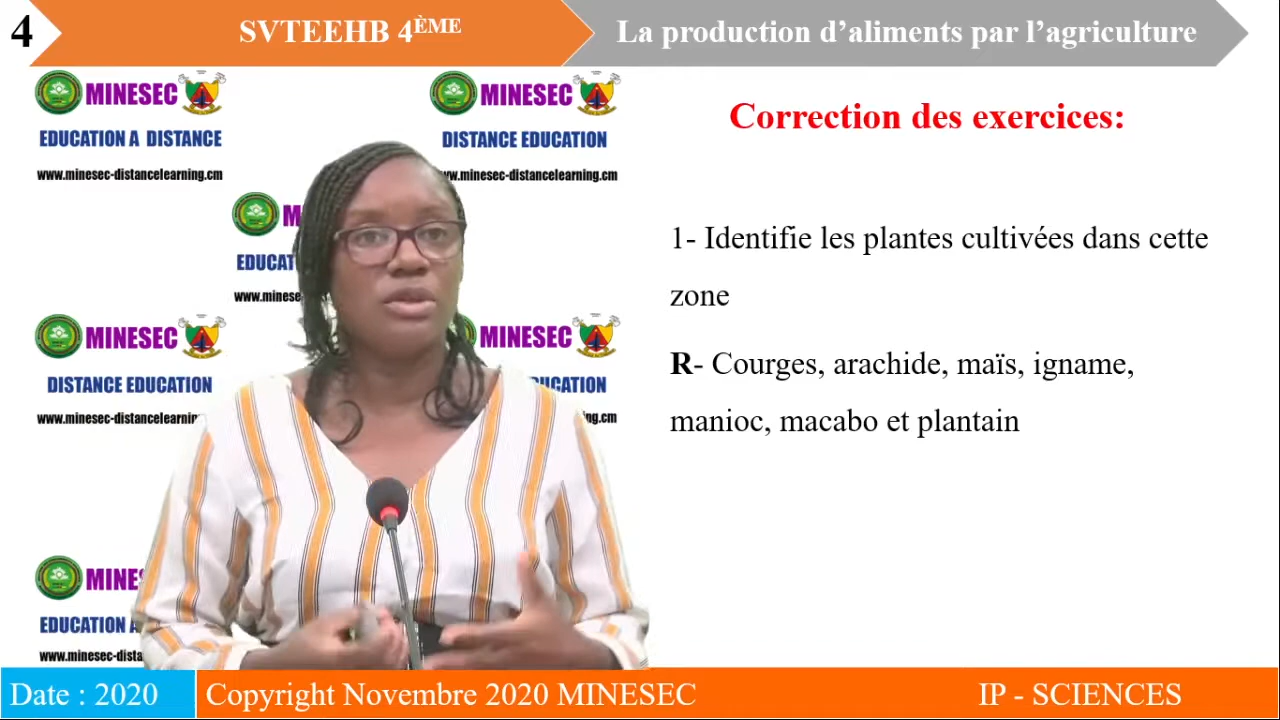 4
SVTEEHB 4ÈME
La production d’aliments par l’agriculture
MINESEC
EDUCATION A DISTANCE
www.minesec-distancelearning.cm
MINESEC
DISTANCE EDUCATION
www.minesec-distancelearning.cm
MINESEC
DISTANCE EDUCATION
MINESEC
EDUCATION
Correction des exercices:
1- Identifie les plantes cultivées dans cette
zone
R- Courges, arachide, maïs, igname,
manioc, macabo et plantain
Date : 2020
Copyright Novembre 2020 MINESEC
IP - SCIENCES